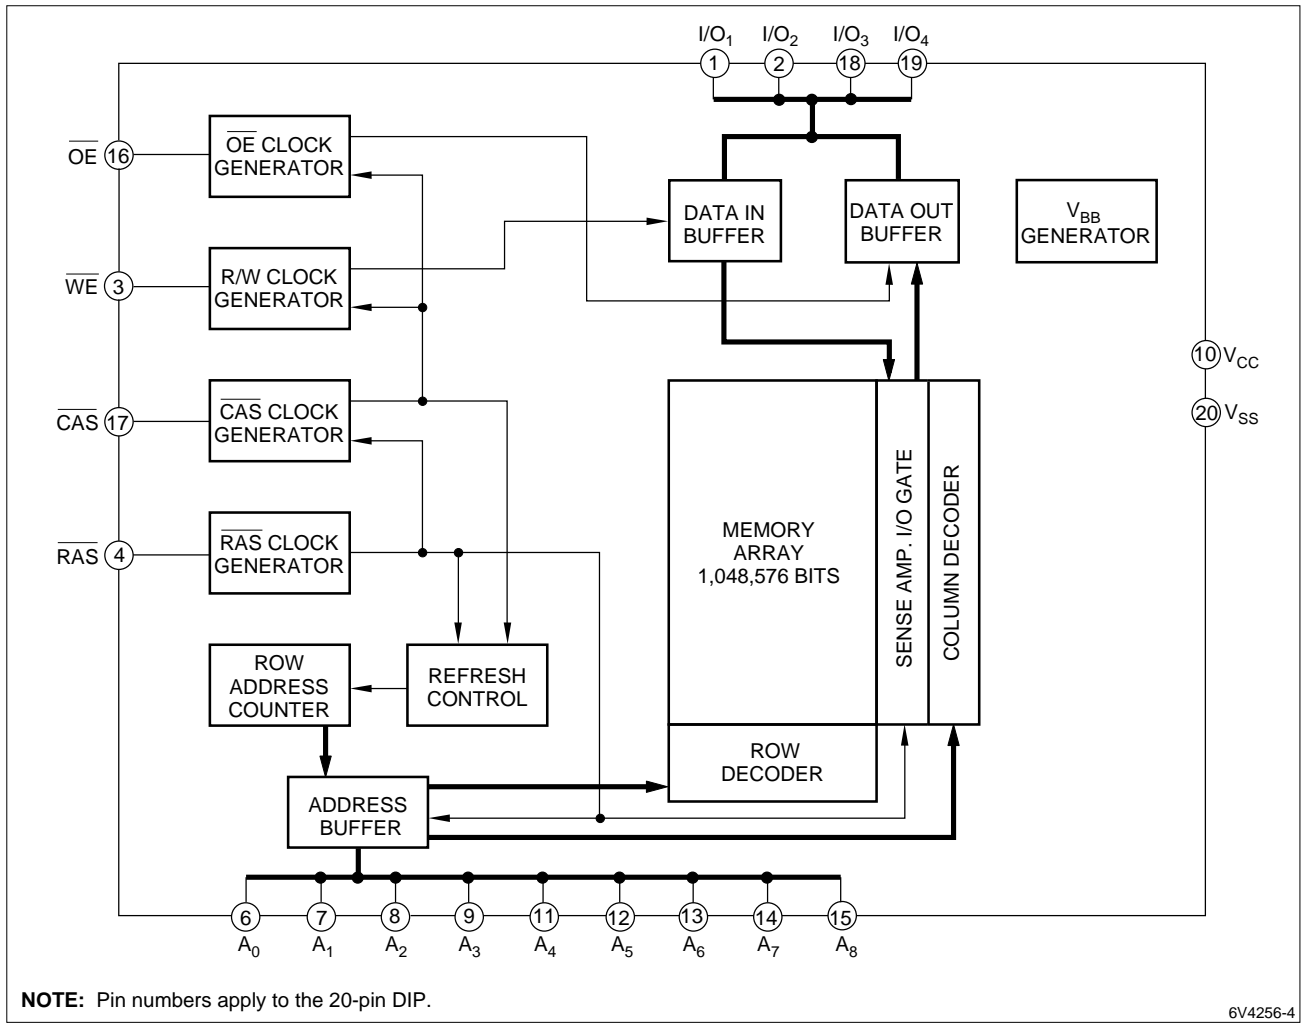 I/O1 I/O2 I/O3 I/O4
1 2 18 19
OE 16
OE CLOCK
GENERATOR
DATA IN
BUFFER
DATA OUT
BUFFER
VBB
GENERATOR
WE 3
R/W CLOCK
GENERATOR
10 VCC
20 VSS
CAS 17
CAS CLOCK
GENERATOR
MEMORY
ARRAY
1,048,576 BITS
SENSE AMP. I/O GATE
COLUMN DECODER
RAS 4
RAS CLOCK
GENERATOR
ROW
ADDRESS
COUNTER
REFRESH
CONTROL
ROW
DECODER
ADDRESS
BUFFER
6 7 8 9 11 12 13 14 15
A0 A1 A2 A3 A4 A5 A6 A7 A8
NOTE: Pin numbers apply to the 20-pin DIP.
6V4256-4